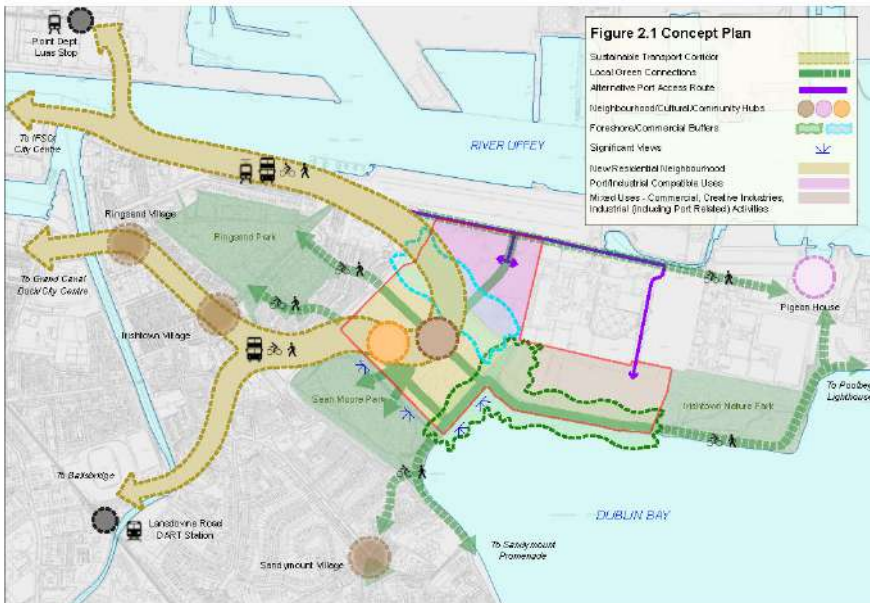 Point Dept
Luas Stop
To IFSC/
City Centre
Ringsend Village
Ringsend Park
To Grand Canal
Dock/City Centre
Irishtown Village
Sean Moore Park
To Ballsbridge
Lansdowne Road
DART Station
Sandymount Village
To Sandymount
Promenade
RIVER LIFFEY
DUBLIN BAY
Irishtown Nature Park
Pigeon House
To Poolbeg
Lighthouse
Figure 2.1 Concept Plan
Sustainable Transport Corridor
Local Green Connections
Alternative Port Access Route
Neighbourhood/Cultural/Community Hubs
Foreshore/Commercial Buffers
Significant Views
New Residential Neighbourhood
Port/Industrial Compatible Uses
Mixed Uses - Commercial, Creative Industries,
Industrial (including Port Related) Activities